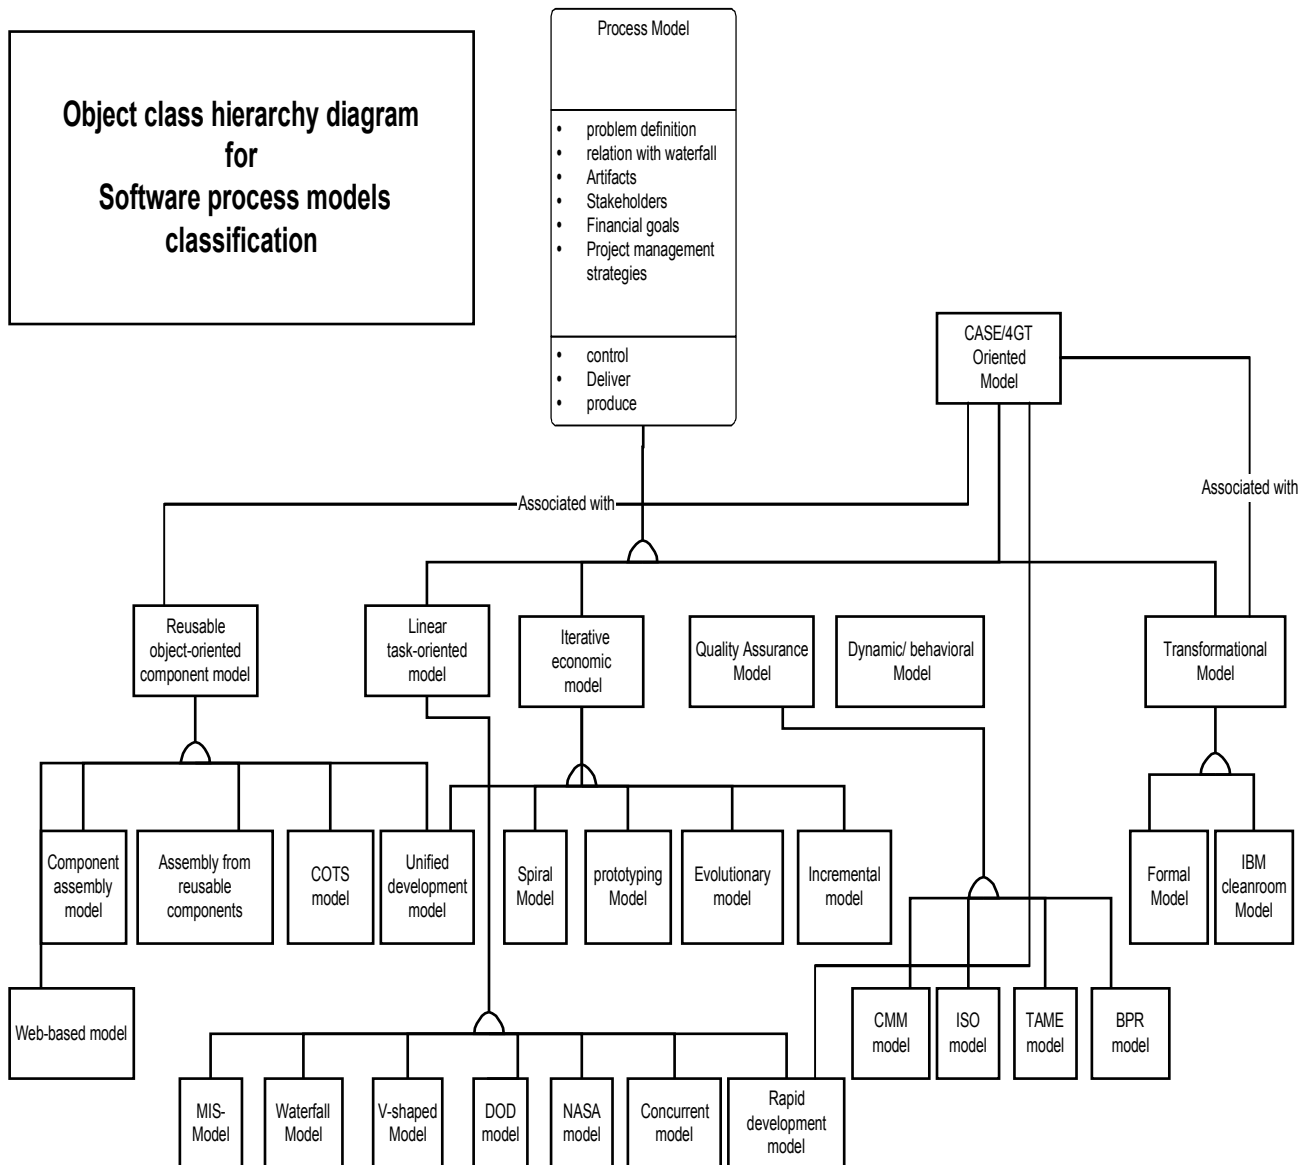 Object class hierarchy diagram
for
Software process models
classification
Process Model
• problem definition
• relation with waterfall
• Artifacts
• Stakeholders
• Financial goals
• Project management
strategies
• control
• Deliver
• produce
CASE/4GT
Oriented
Model
Associated with
Associated with
Reusable
object-oriented
component model
Linear
task-oriented
model
Iterative
economic
model
Quality Assurance
Model
Dynamic/ behavioral
Model
Transformational
Model
Component
assembly
model
Assembly from
reusable
components
COTS
model
Unified
development
model
Spiral
Model
prototyping
Model
Evolutionary
model
Incremental
model
Formal
Model
IBM
cleanroom
Model
Web-based model
CMM
model
ISO
model
TAME
model
BPR
model
MIS-
Model
Waterfall
Model
V-shaped
Model
DOD
model
NASA
model
Concurrent
model
Rapid
development
model